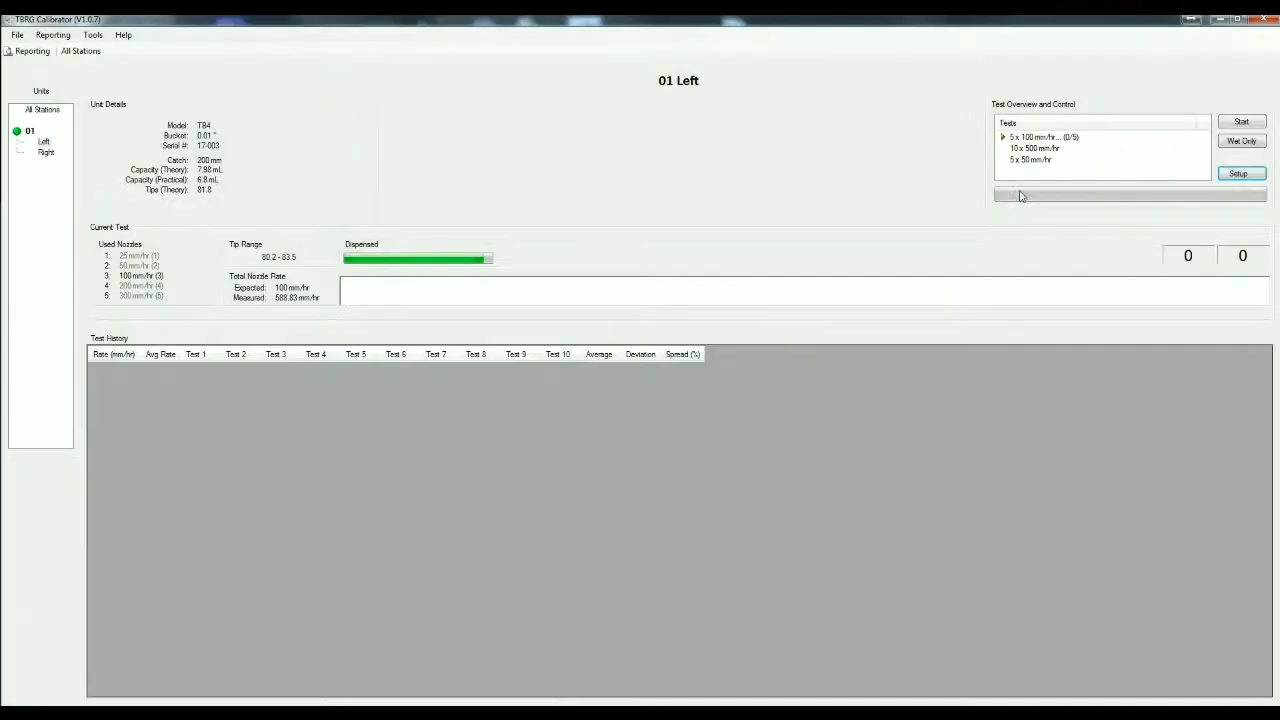 TBRG Calibrator (V1.0.7)
File Reporting Tools Help
Reporting All Stations
01 Left
Units
All Stations
01
Left
Right
Unit Details
Model: TB4
Bucket: 0.01 "
Serial #: 17-003
Catch: 200 mm
Capacity (Theory): 7.98 mL
Capacity (Practical): 6.8 mL
Tips (Theory): 81.8
Test Overview and Control
Tests
5 x 100 mm/hr... (0/5)
10 x 500 mm/hr
5 x 50 mm/hr
Start
Wet Only
Setup
Current Test
Used Nozzles
1: 25 mm/hr (1)
2: 50 mm/hr (2)
3: 100 mm/hr (3)
4: 200 mm/hr (4)
5: 300 mm/hr (5)
Tip Range
80.2 - 83.5
Total Nozzle Rate
Expected: 100 mm/hr
Measured: 588.83 mm/hr
Dispensed
0 0
Test History
Rate (mm/hr) Avg Rate Test 1 Test 2 Test 3 Test 4 Test 5 Test 6 Test 7 Test 8 Test 9 Test 10 Average Deviation Spread (%)